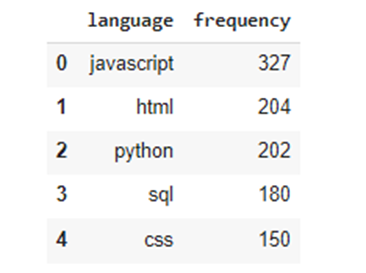 language frequency
0 javascript 327
1 html 204
2 python 202
3 sql 180
4 css 150